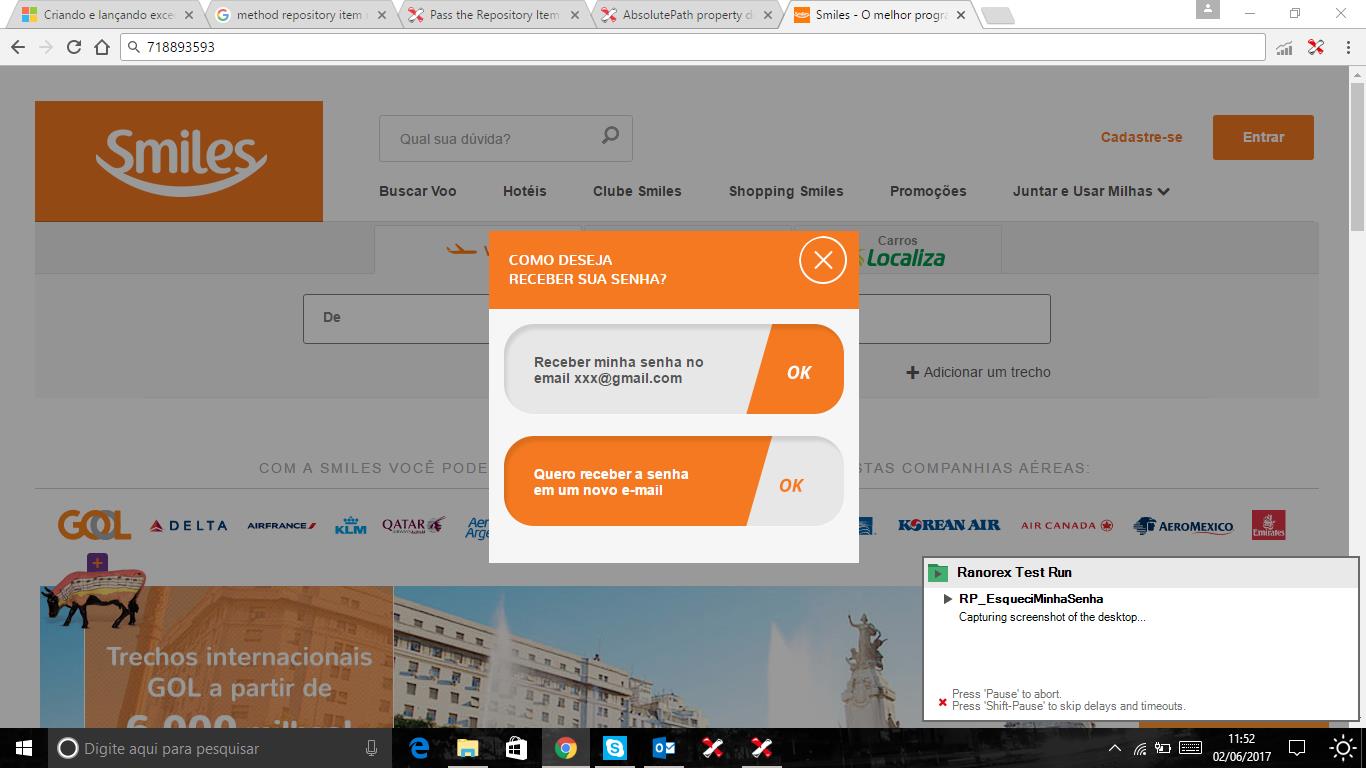 Criando e lançando exce
method repository item
Pass the Repository Item
AbsolutePath property d
Smiles - O melhor progra
718893593
Smiles
Qual sua dúvida?
Cadastre-se
Entrar
Buscar Voo
Hotéis
Clube Smiles
Shopping Smiles
Promoções
Juntar e Usar Milhas
V
Carros
Localiza
COMO DESEJA
RECEBER SUA SENHA?
De
Receber minha senha no
email xxx@gmail.com
OK
Adicionar um trecho
Quero receber a senha
em um novo e-mail
OK
COM A SMILES VOCÊ PODE
STAS COMPANHIAS AÉREAS:
GOL
DELTA
AIRFRANCE
KLM
QATAR
AIRWAYS
Aer
Arge
KOREAN AIR
AIR CANADA
AEROMEXICO
Emirates
Trechos internacionais
GOL a partir de
6.000 milhas!
Ranorex Test Run
RP_EsqueciMinhaSenha
Capturing screenshot of the desktop...
Press 'Pause' to abort.
Press 'Shift-Pause' to skip delays and timeouts.
Digite aqui para pesquisar
11:52
02/06/2017